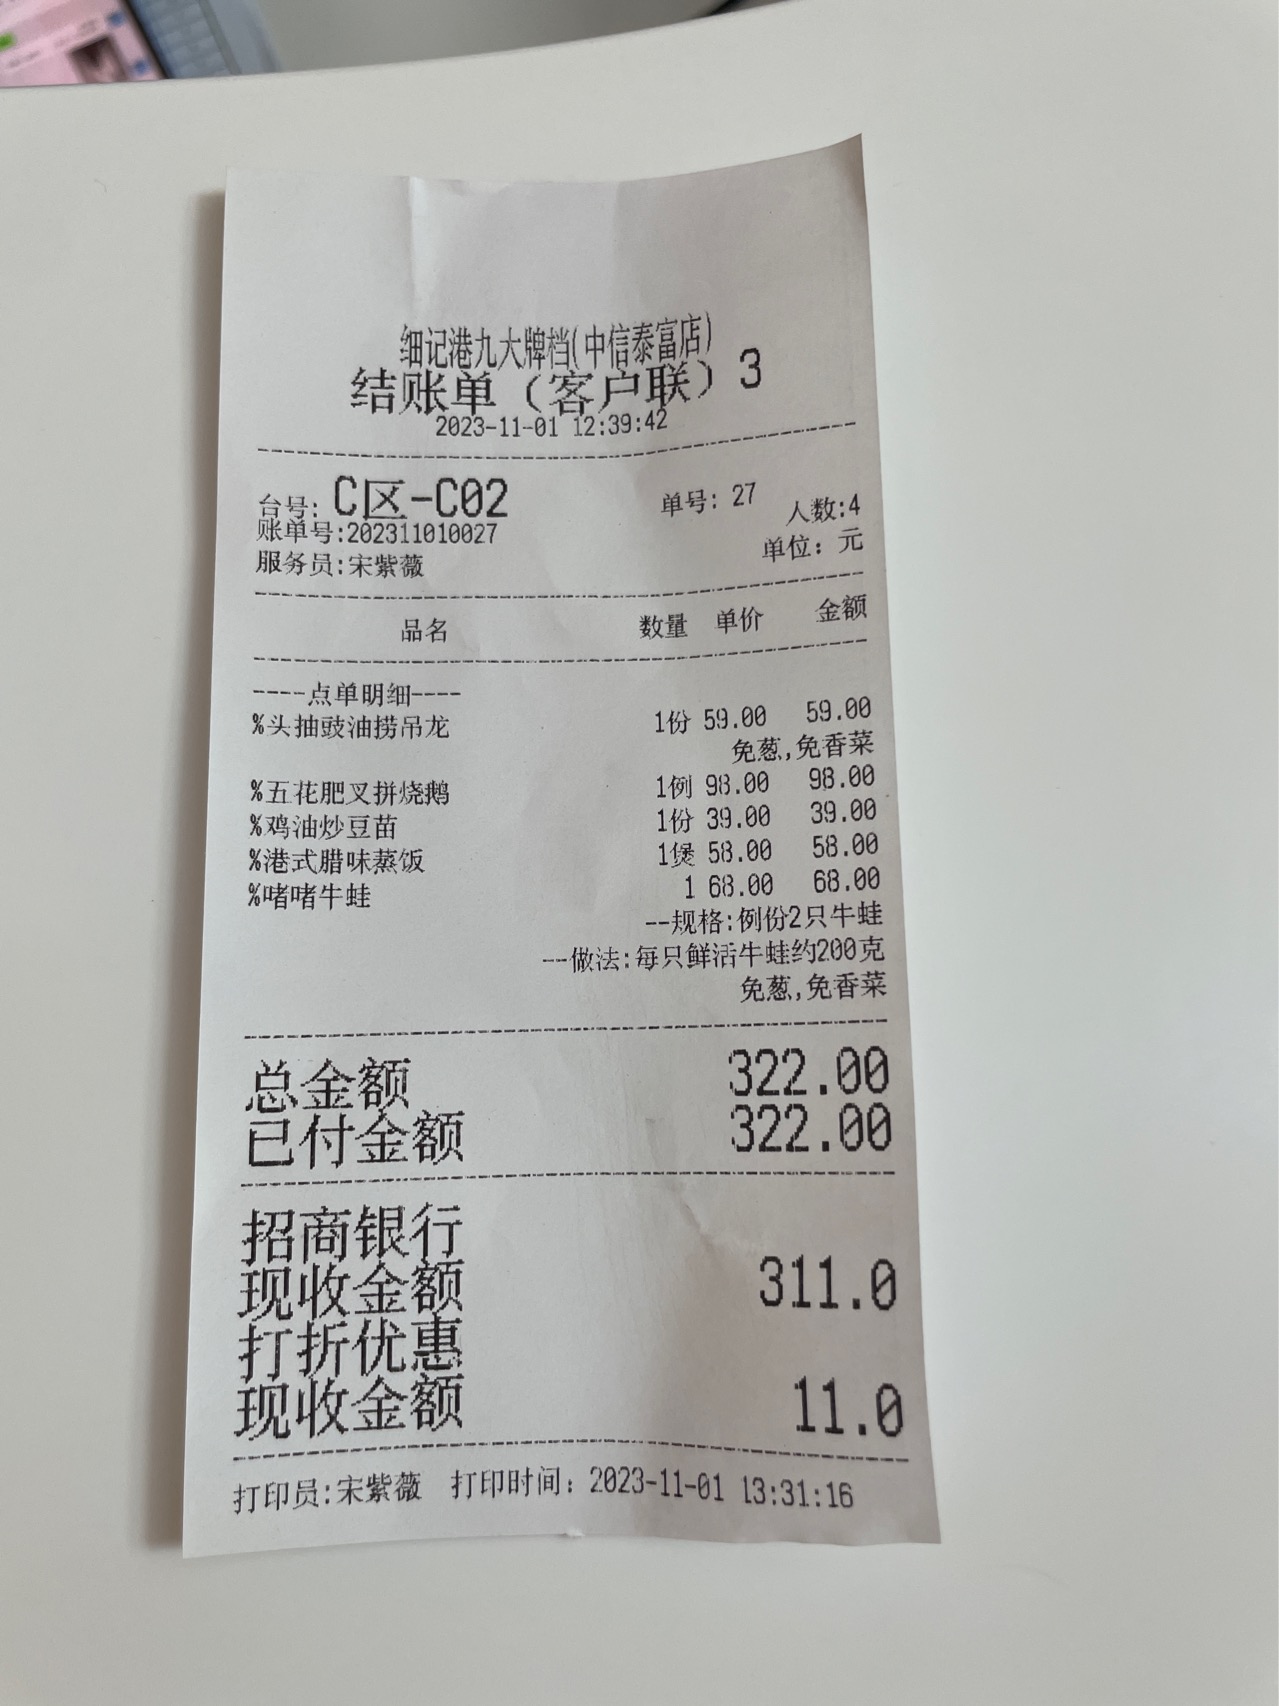 细记港九大牌档(中信泰富店)
结账单（客户联）3
2023-11-01 12:39:42
台号: C区-C02 单号: 27 人数:4
账单号:202311010027 单位：元
服务员:宋紫薇
品名 数量 单价 金额
----点单明细----
%头抽豉油捞吊龙 1份 59.00 59.00
免葱,免香菜
%五花肥叉拼烧鹅 1例 98.00 98.00
%鸡油炒豆苗 1份 39.00 39.00
%港式腊味蒸饭 1煲 58.00 58.00
%啫啫牛蛙 1 68.00 68.00
--规格:例份2只牛蛙
--做法:每只鲜活牛蛙约200克
免葱,免香菜
总金额 322.00
已付金额 322.00
招商银行
现收金额 311.0
打折优惠
现收金额 11.0
打印员:宋紫薇 打印时间：2023-11-01 13:31:16